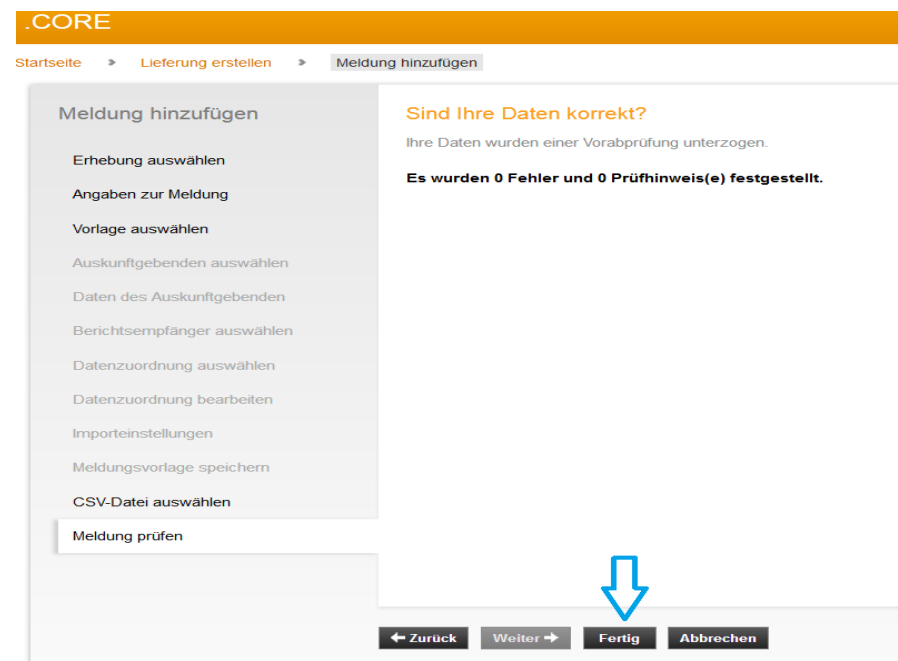 .CORE
Startseite » Lieferung erstellen » Meldung hinzufügen
Meldung hinzufügen
Erhebung auswählen
Angaben zur Meldung
Vorlage auswählen
Auskunftgebenden auswählen
Daten des Auskunftgebenden
Berichtsempfänger auswählen
Datenzuordnung auswählen
Datenzuordnung bearbeiten
Importeinstellungen
Meldungsvorlage speichern
CSV-Datei auswählen
Meldung prüfen
Sind Ihre Daten korrekt?
Ihre Daten wurden einer Vorabprüfung unterzogen.
Es wurden 0 Fehler und 0 Prüfhinweis(e) festgestellt.
← Zurück Weiter → Fertig Abbrechen